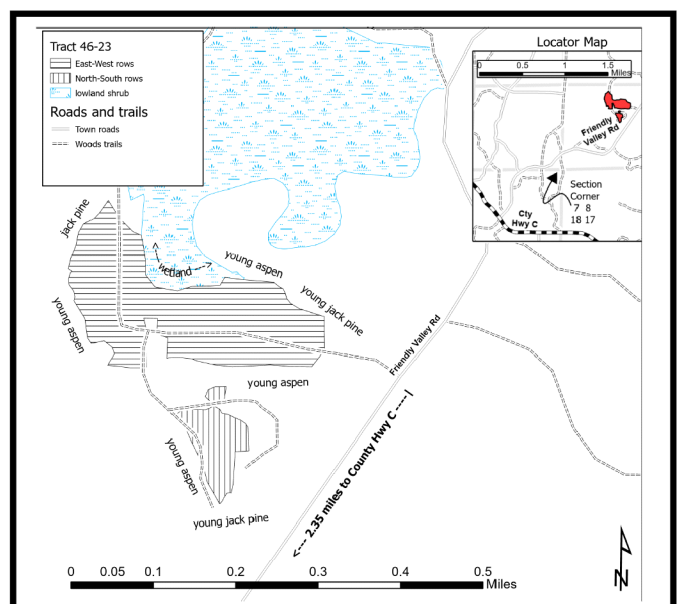 Tract 46-23
East-West rows
North-South rows
lowland shrub
Roads and trails
Town roads
Woods trails
Locator Map
0 0.5 1 1.5
Miles
Friendly
Valley Rd
Section
Corner
7 8
18 17
Cty
Hwy C
jack pine
wetland
young aspen
young jack pine
young aspen
Friendly Valley Rd
young aspen
young aspen
young jack pine
<---- 2.35 miles to County Hwy C ----|
0 0.05 0.1 0.2 0.3 0.4 0.5
Miles
N